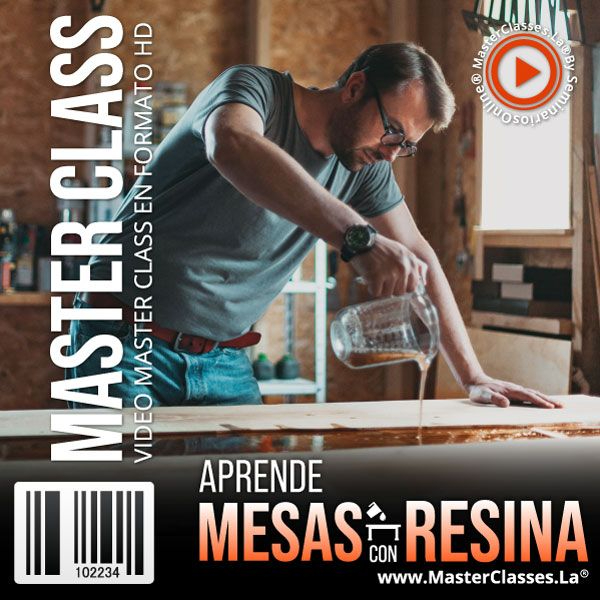 MASTER CLASS
VIDEO MASTER CLASS EN FORMATO HD
MasterClasses.La® By SeminariosOnline®
APRENDE
MESAS CON RESINA
www.MasterClasses.La®
102234